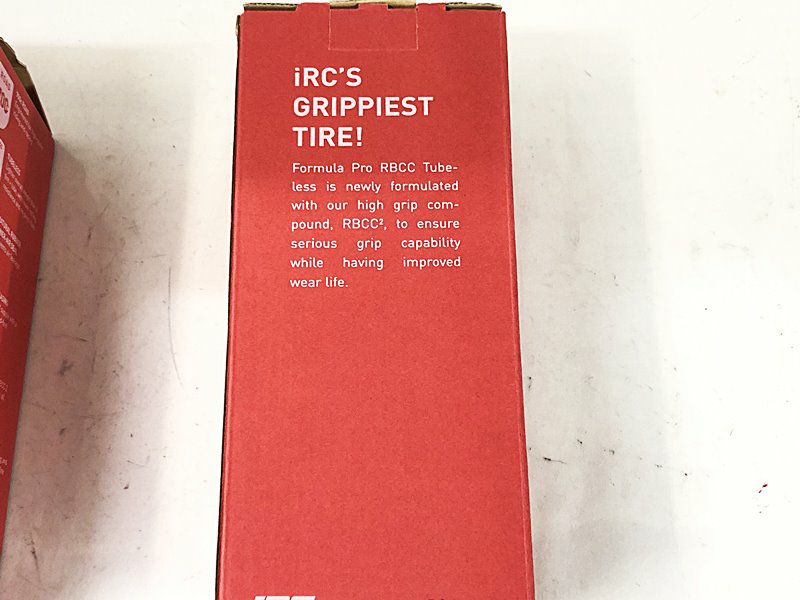 iRC'S
GRIPPIEST
TIRE!
Formula Pro RBCC Tube-
less is newly formulated
with our high grip com-
pound, RBCC², to ensure
serious grip capability
while having improved
wear life.